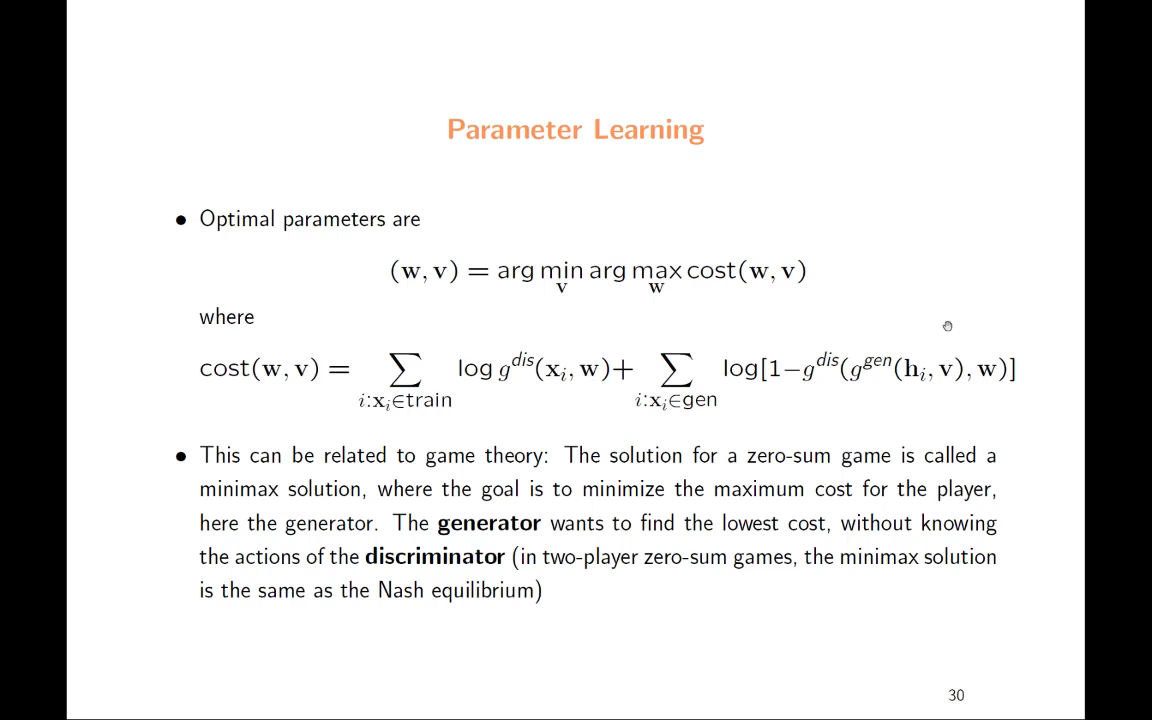 Parameter Learning
• Optimal parameters are
(w, v) = arg min_v arg max_w cost(w, v)
where
cost(w, v) = ∑_{i:x_i∈train} log g^{dis}(x_i, w)+ ∑_{i:x_i∈gen} log[1−g^{dis}(g^{gen}(h_i, v), w)]
• This can be related to game theory: The solution for a zero-sum game is called a
minimax solution, where the goal is to minimize the maximum cost for the player,
here the generator. The generator wants to find the lowest cost, without knowing
the actions of the discriminator (in two-player zero-sum games, the minimax solution
is the same as the Nash equilibrium)
30